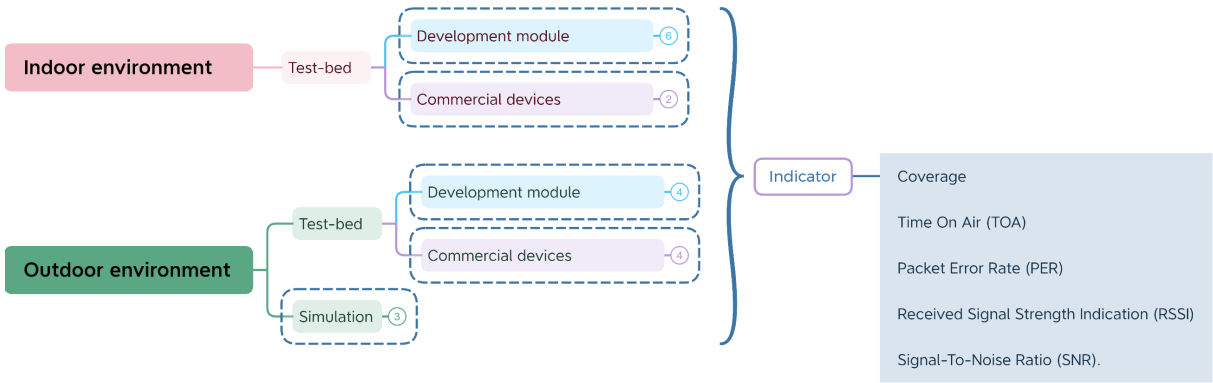 Indoor environment
Test-bed
Development module
6
Commercial devices
2
Outdoor environment
Test-bed
Development module
4
Commercial devices
4
Simulation
3
Indicator
Coverage
Time On Air (TOA)
Packet Error Rate (PER)
Received Signal Strength Indication (RSSI)
Signal-To-Noise Ratio (SNR).